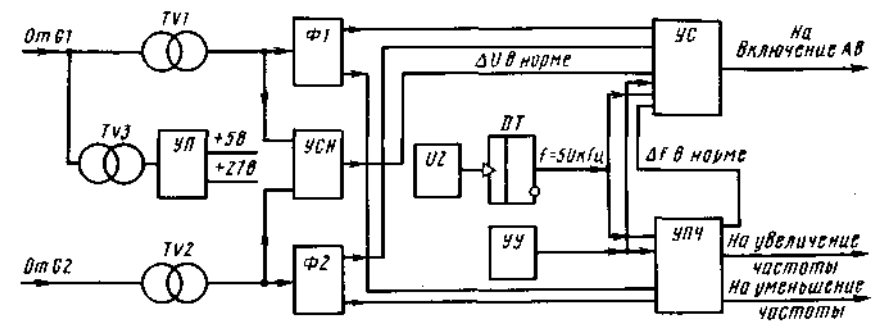 От G1
TV1
Ф1
УС
На
включение АВ
ΔU в норме
TV3
УП
+5В
+27В
УСН
UZ
DT
f=50кГц
Δf в норме
УУ
УПЧ
От G2
TV2
Ф2
На увеличение
частоты
На уменьшение
частоты